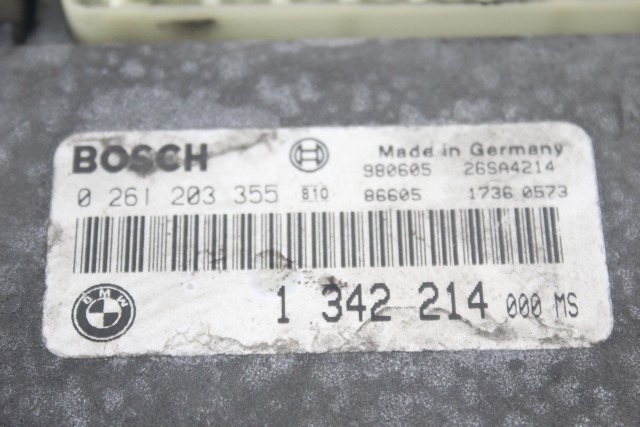 BOSCH Made in Germany
980605 26SA4214
0 261 203 355 810 86605 1736 0573
BMW 1 342 214 000 MS